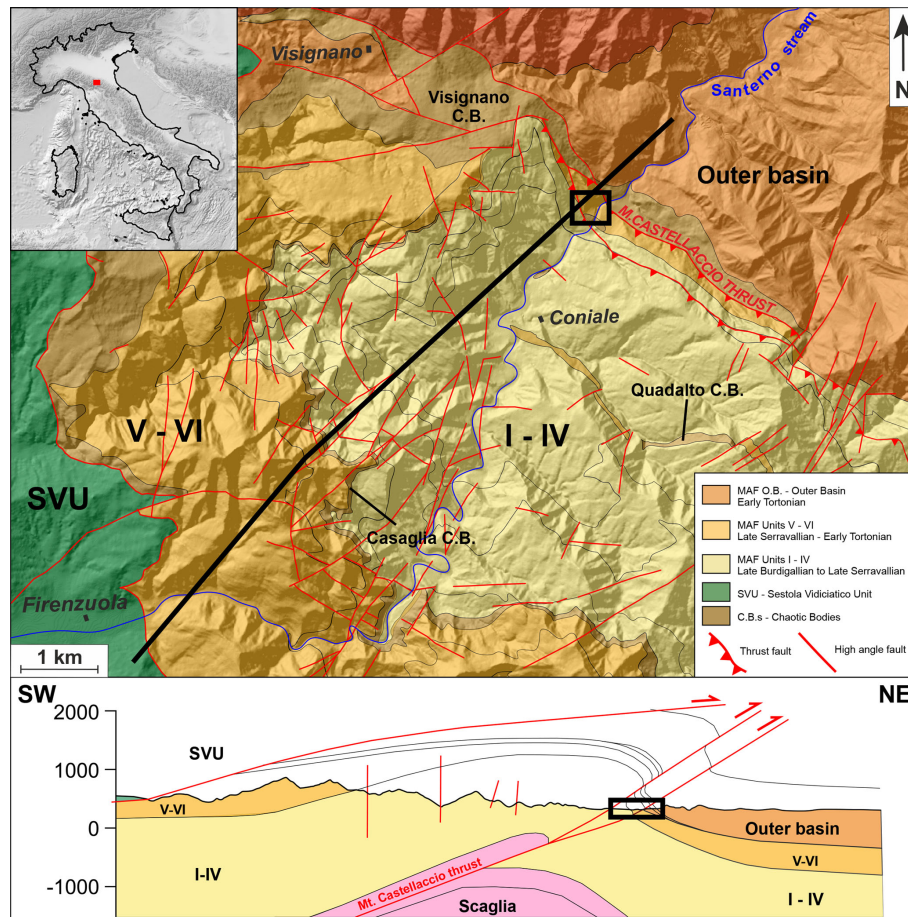 Visignano
Visignano
C.B.
Santerno stream
N
Outer basin
M.CASTELLACCIO THRUST
Coniale
Quadalto C.B.
V - VI
I - IV
SVU
Casaglia C.B.
Firenzuola
1 km
MAF O.B. - Outer Basin
Early Tortonian
MAF Units V - VI
Late Serravallian - Early Tortonian
MAF Units I - IV
Late Burdigallian to Late Serravallian
SVU - Sestola Vidiciatico Unit
C.B.s - Chaotic Bodies
Thrust fault
High angle fault
SW
NE
2000
SVU
1000
V-VI
0
Outer basin
V-VI
I-IV
Mt. Castellaccio thrust
I - IV
-1000
Scaglia